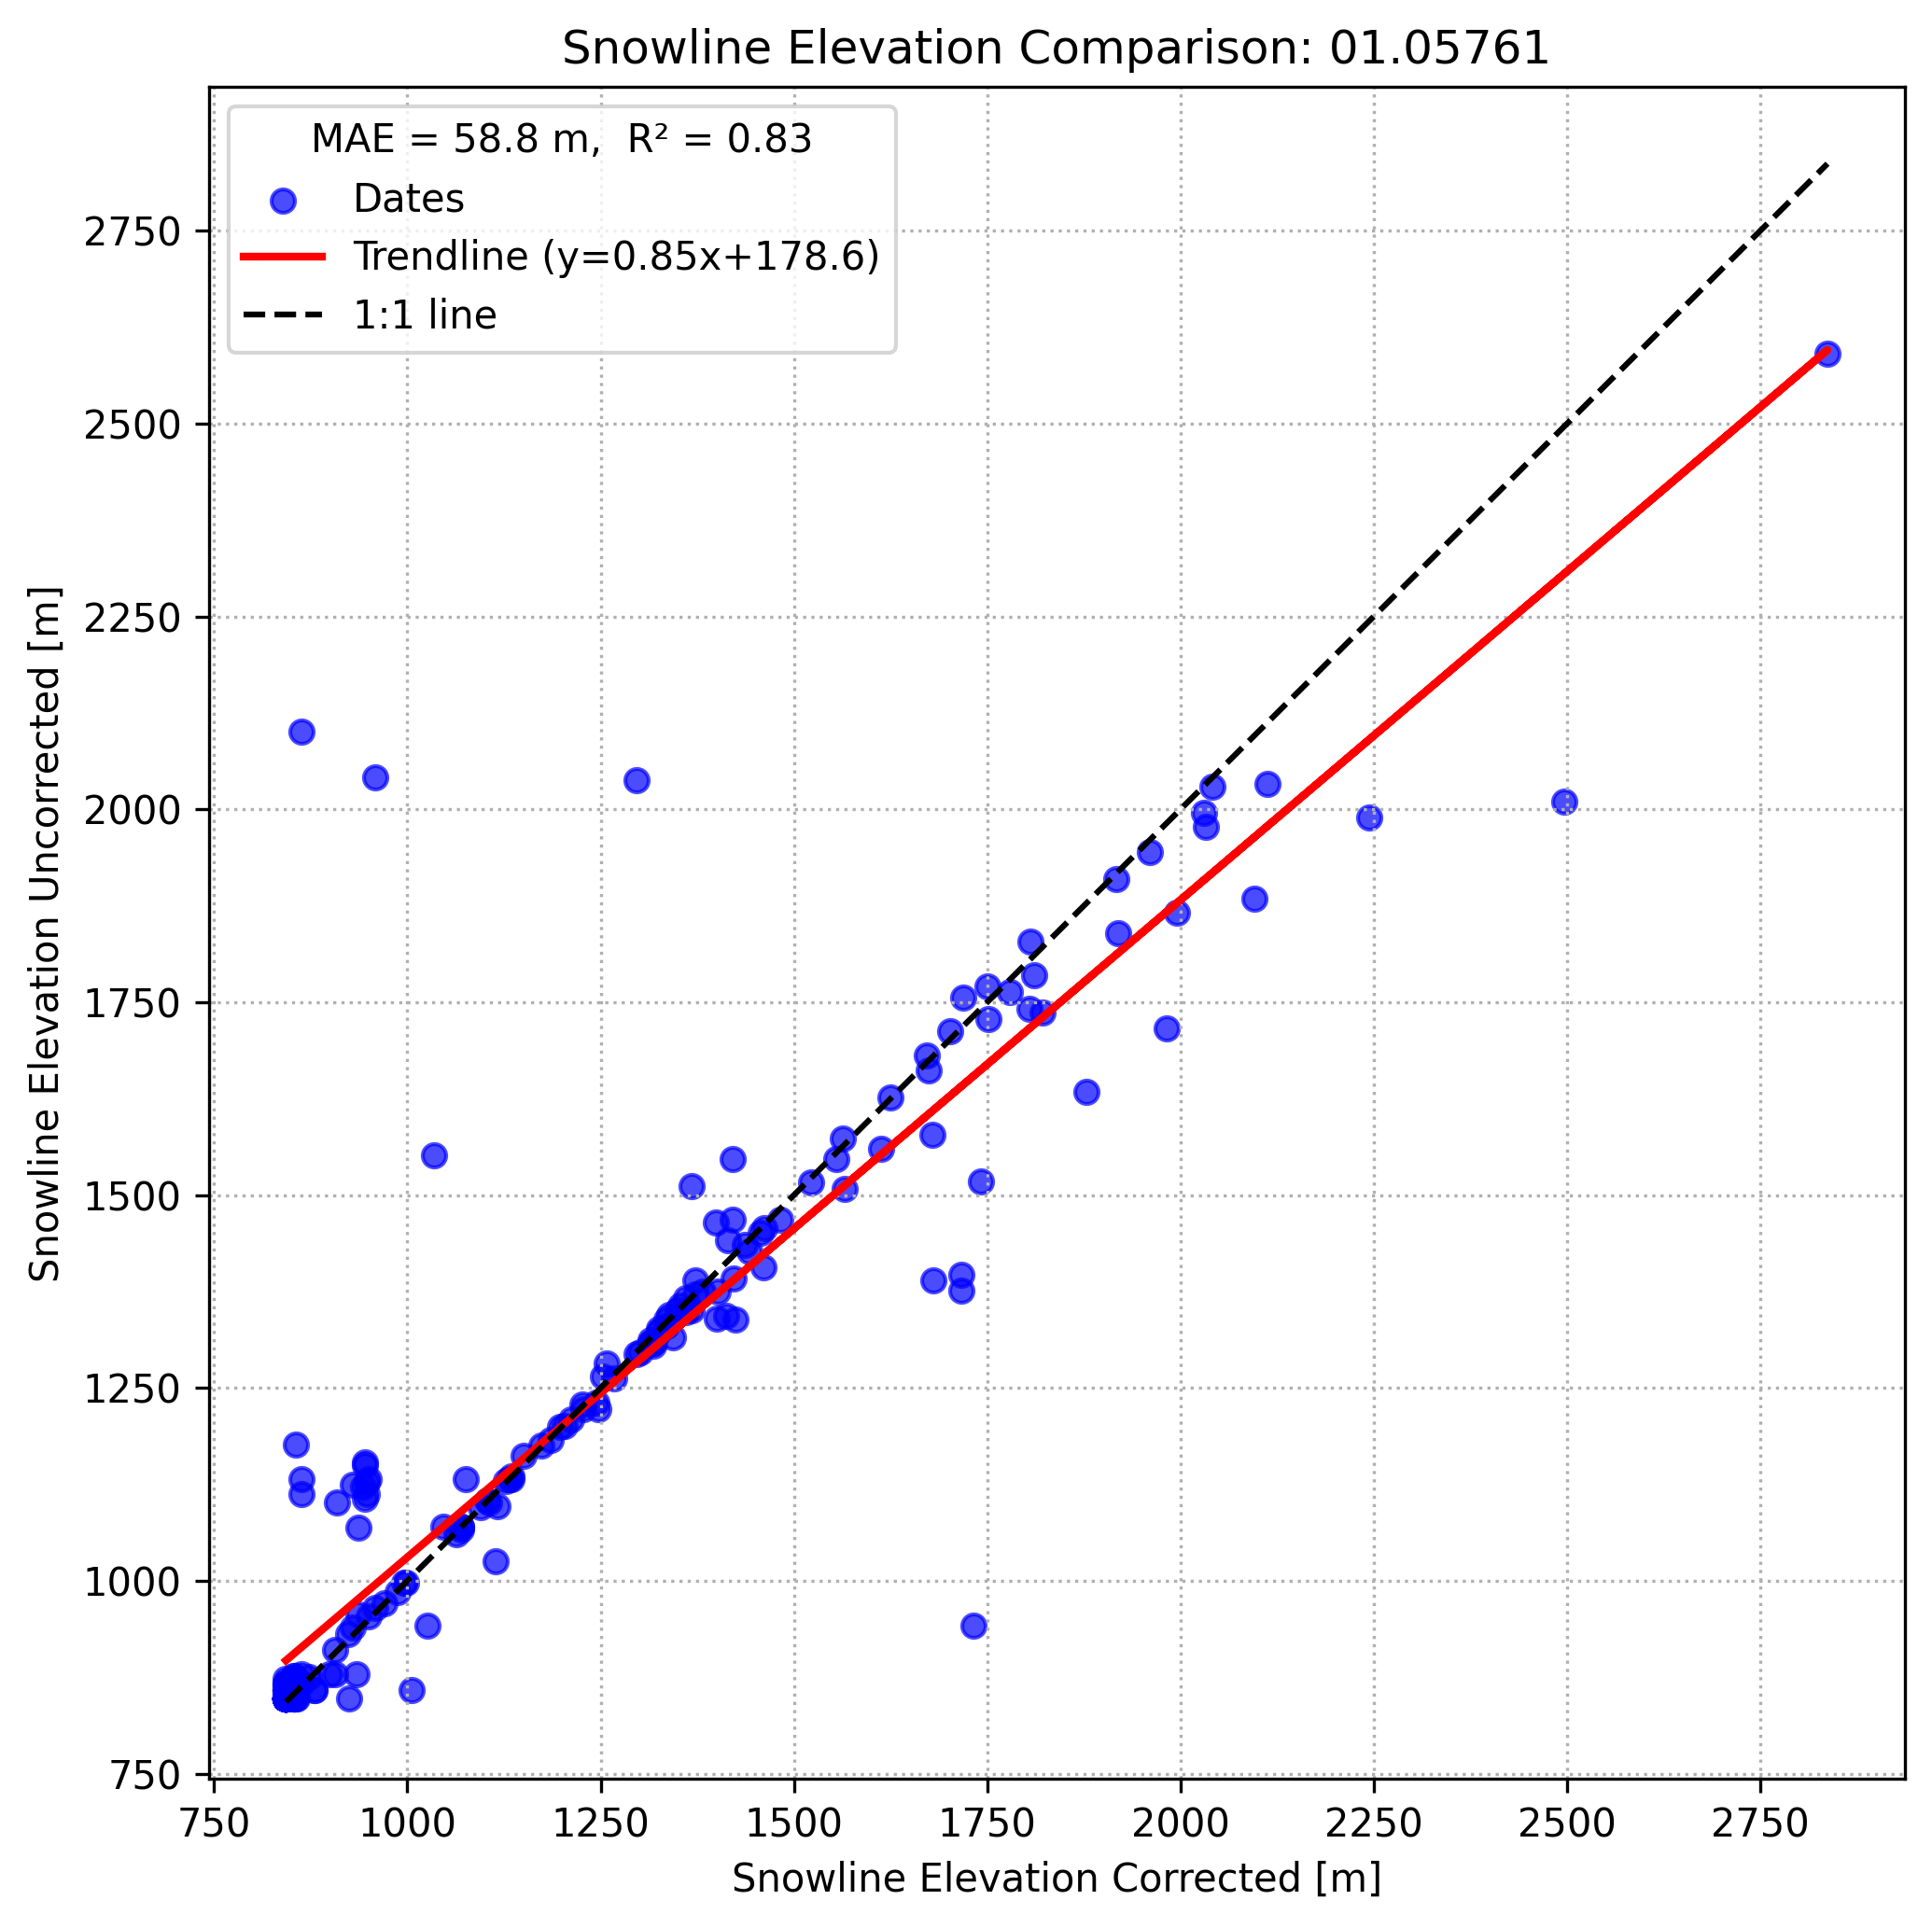 Snowline Elevation Comparison: 01.05761
MAE = 58.8 m,  R² = 0.83
Dates
Trendline (y=0.85x+178.6)
1:1 line
Snowline Elevation Uncorrected [m]
2750
2500
2250
2000
1750
1500
1250
1000
750
750 1000 1250 1500 1750 2000 2250 2500 2750
Snowline Elevation Corrected [m]